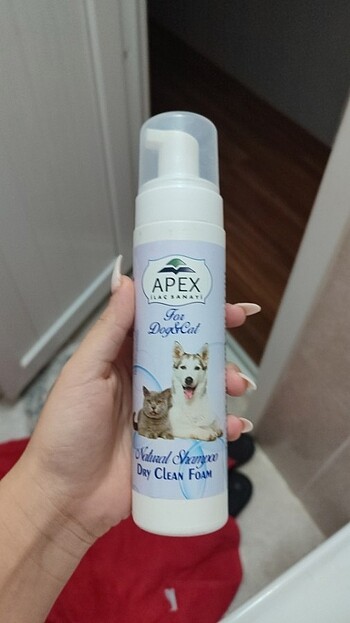 APEX
İLAÇ SANAYİ
For
Dog&Cat
Natural Shampoo
DRY CLEAN FOAM